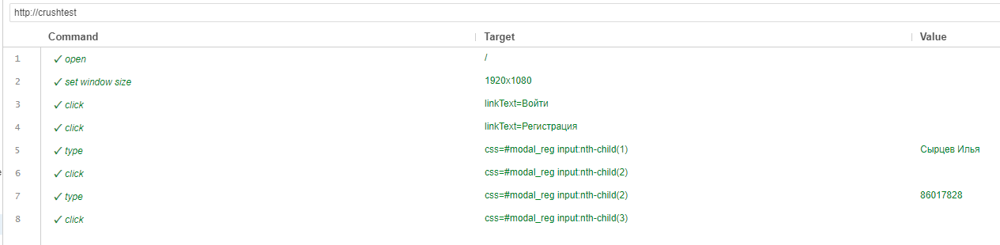 http://crushtest
Command Target Value
1 ✓ open /
2 ✓ set window size 1920x1080
3 ✓ click linkText=Войти
4 ✓ click linkText=Регистрация
5 ✓ type css=#modal_reg input:nth-child(1) Сырцев Илья
6 ✓ click css=#modal_reg input:nth-child(2)
7 ✓ type css=#modal_reg input:nth-child(2) 86017828
8 ✓ click css=#modal_reg input:nth-child(3)